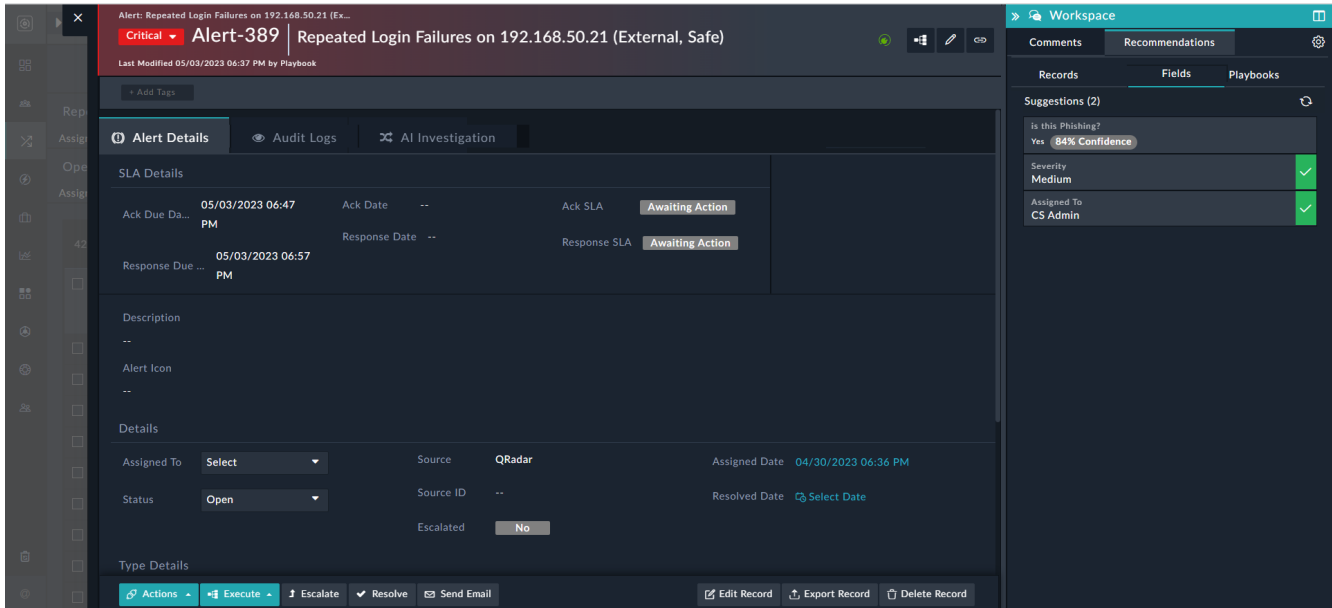 Alert: Repeated Login Failures on 192.168.50.21 (Ex...
Critical Alert-389 Repeated Login Failures on 192.168.50.21 (External, Safe)
Last Modified 05/03/2023 06:37 PM by Playbook
+ Add Tags
Alert Details Audit Logs AI Investigation
SLA Details
Ack Due Da... 05/03/2023 06:47 PM
Ack Date --
Ack SLA Awaiting Action
Response Date --
Response SLA Awaiting Action
Response Due ... 05/03/2023 06:57 PM
Description
--
Alert Icon
--
Details
Assigned To Select
Source QRadar
Assigned Date 04/30/2023 06:36 PM
Status Open
Source ID --
Resolved Date Select Date
Escalated No
Type Details
Actions Execute Escalate Resolve Send Email Edit Record Export Record Delete Record
Workspace
Comments Recommendations
Records Fields Playbooks
Suggestions (2)
is this Phishing?
Yes 84% Confidence
Severity
Medium
Assigned To
CS Admin
Rep
Assig
Ope
Assig
42